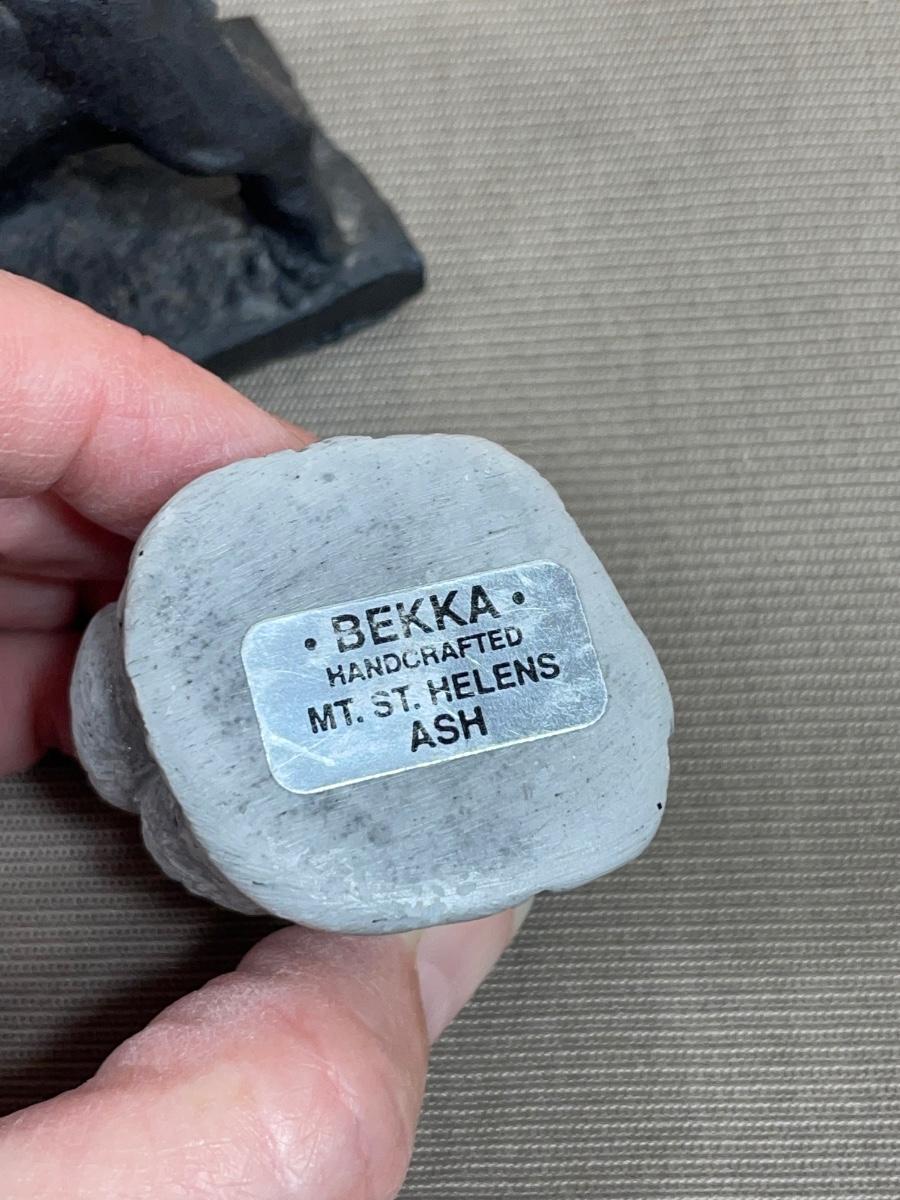 • BEKKA •
HANDCRAFTED
MT. ST. HELENS
ASH